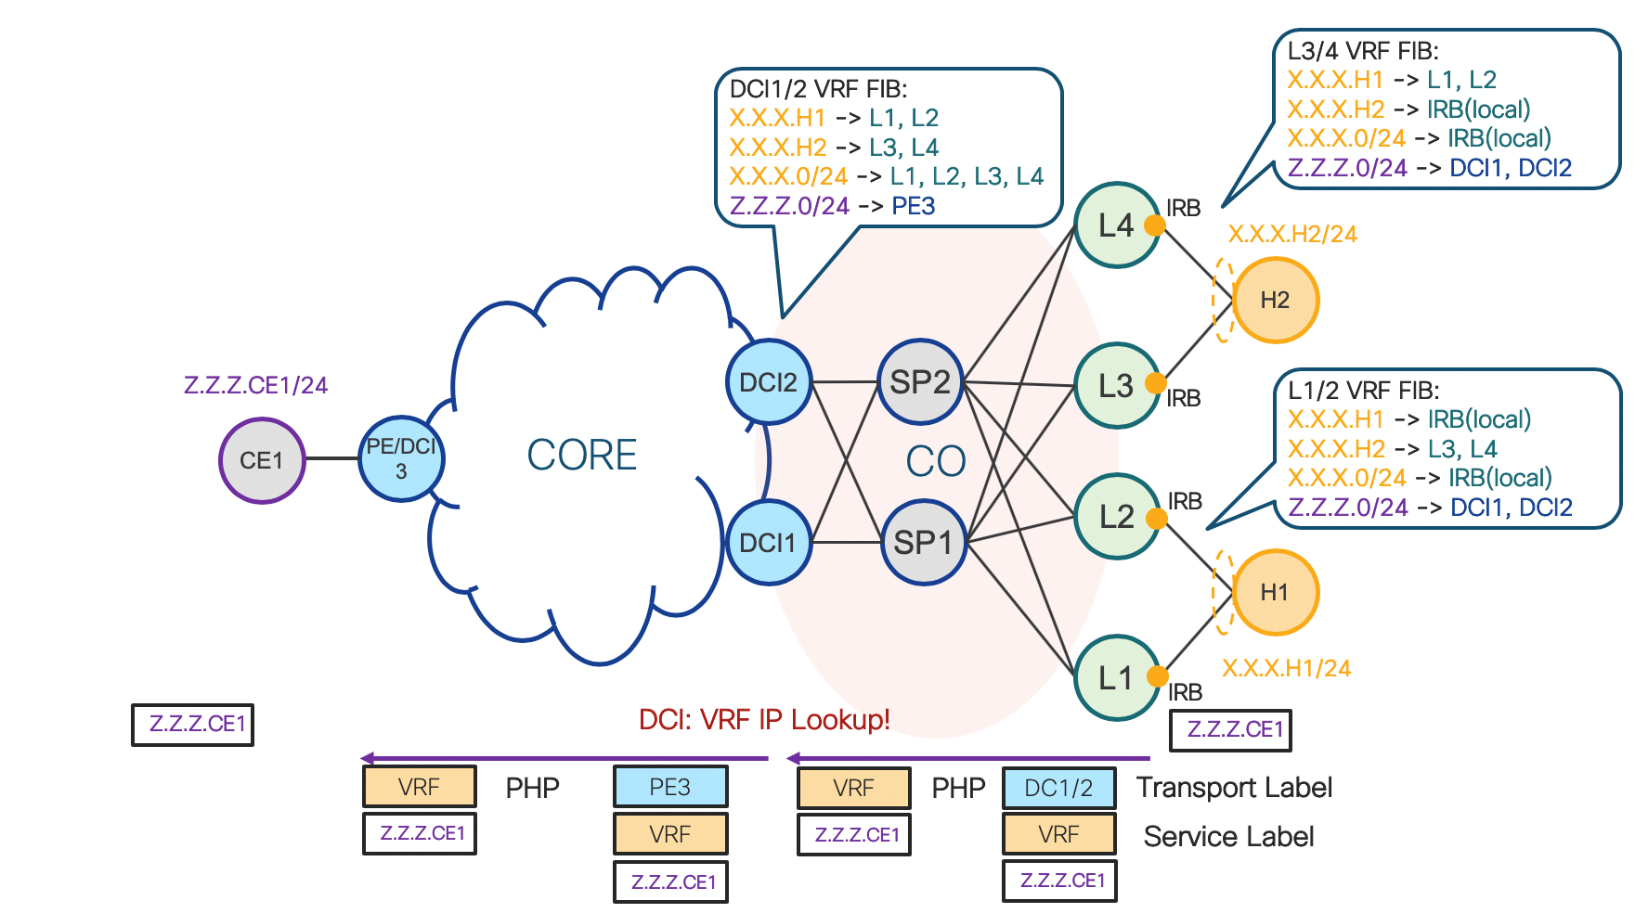 L3/4 VRF FIB:
X.X.X.H1 -> L1, L2
X.X.X.H2 -> IRB(local)
X.X.X.0/24 -> IRB(local)
Z.Z.Z.0/24 -> DCI1, DCI2
DCI1/2 VRF FIB:
X.X.X.H1 -> L1, L2
X.X.X.H2 -> L3, L4
X.X.X.0/24 -> L1, L2, L3, L4
Z.Z.Z.0/24 -> PE3
L4
IRB
X.X.X.H2/24
H2
L3
IRB
DCI2
SP2
Z.Z.Z.CE1/24
CE1
PE/DCI
3
CORE
CO
L1/2 VRF FIB:
X.X.X.H1 -> IRB(local)
X.X.X.H2 -> L3, L4
X.X.X.0/24 -> IRB(local)
Z.Z.Z.0/24 -> DCI1, DCI2
DCI1
SP1
L2
IRB
H1
L1
IRB
X.X.X.H1/24
Z.Z.Z.CE1
DCI: VRF IP Lookup!
Z.Z.Z.CE1
VRF
PHP
PE3
VRF
PHP
DC1/2
Transport Label
Z.Z.Z.CE1
VRF
Z.Z.Z.CE1
VRF
Service Label
Z.Z.Z.CE1
Z.Z.Z.CE1